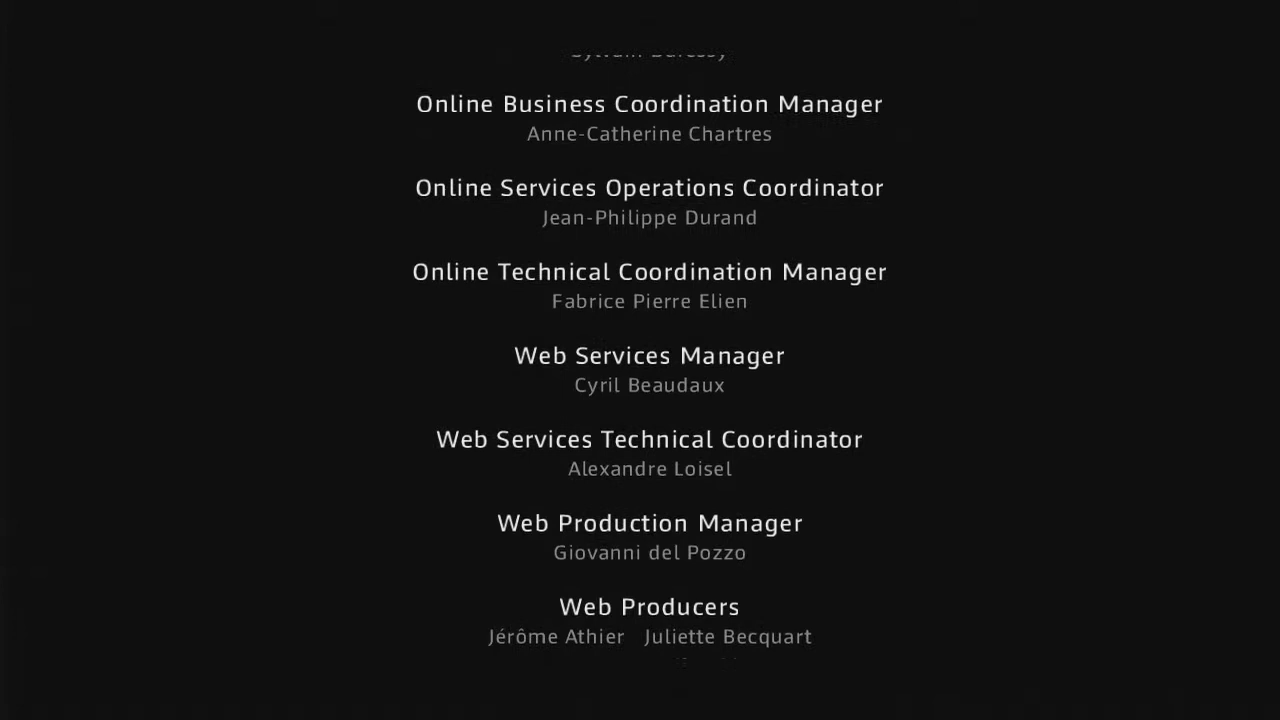 Online Business Coordination Manager
Anne-Catherine Chartres
Online Services Operations Coordinator
Jean-Philippe Durand
Online Technical Coordination Manager
Fabrice Pierre Elien
Web Services Manager
Cyril Beaudaux
Web Services Technical Coordinator
Alexandre Loisel
Web Production Manager
Giovanni del Pozzo
Web Producers
Jérôme Athier Juliette Becquart